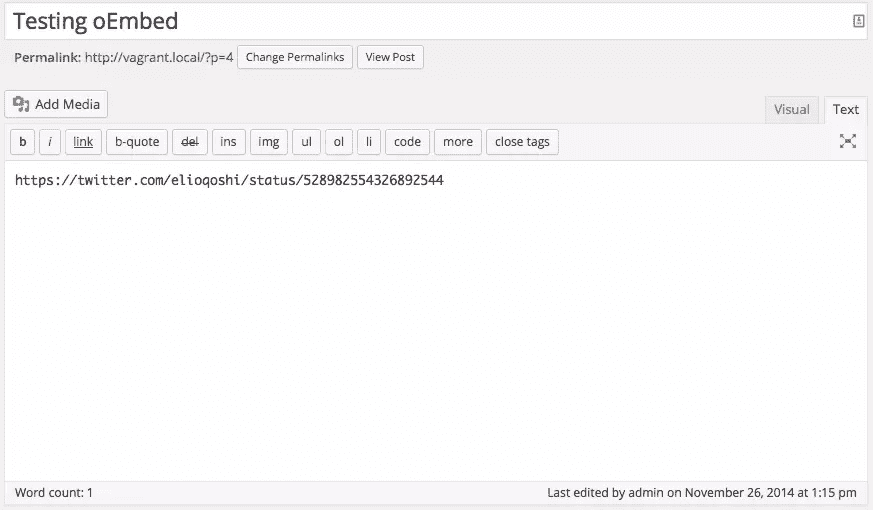 Testing oEmbed
Permalink: http://vagrant.local/?p=4 Change Permalinks View Post
Add Media
Visual Text
b i link b-quote del ins img ul ol li code more close tags
https://twitter.com/elioqoshi/status/528982554326892544
Word count: 1 Last edited by admin on November 26, 2014 at 1:15 pm